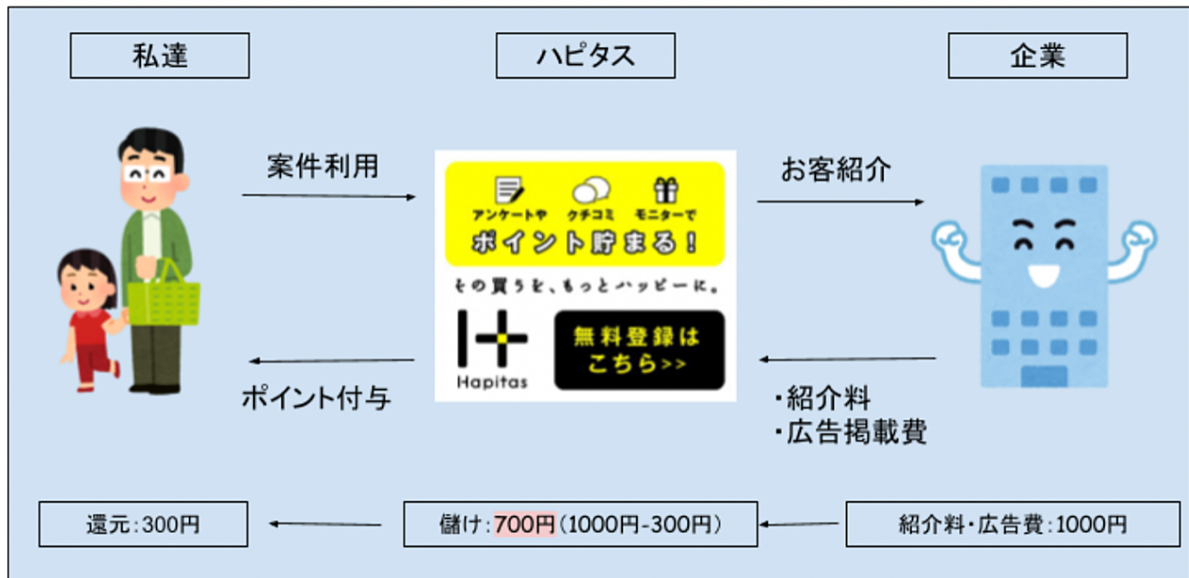 私達
ハピタス
企業
案件利用
お客紹介
アンケートや クチコミ モニターで
ポイント貯まる!
その買うを、もっとハッピーに。
無料登録は
こちら>>
Hapitas
ポイント付与
・紹介料
・広告掲載費
還元:300円
儲け:700円(1000円-300円)
紹介料・広告費:1000円